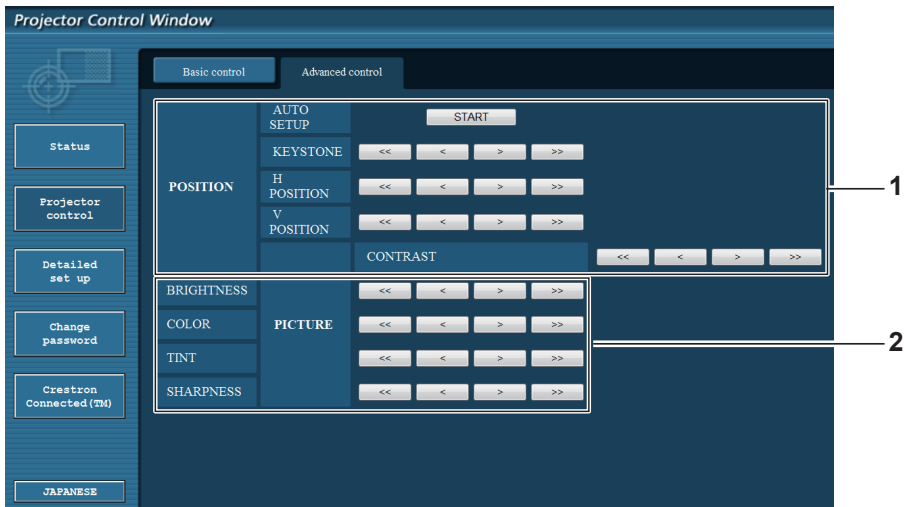 Projector Control Window
Basic control Advanced control
Status
Projector
control
Detailed
set up
Change
password
Crestron
Connected(TM)
JAPANESE
POSITION
AUTO
SETUP
START
KEYSTONE << < > >>
H
POSITION << < > >>
V
POSITION << < > >>
CONTRAST << < > >>
1
PICTURE
BRIGHTNESS << < > >>
COLOR << < > >>
TINT << < > >>
SHARPNESS << < > >>
2